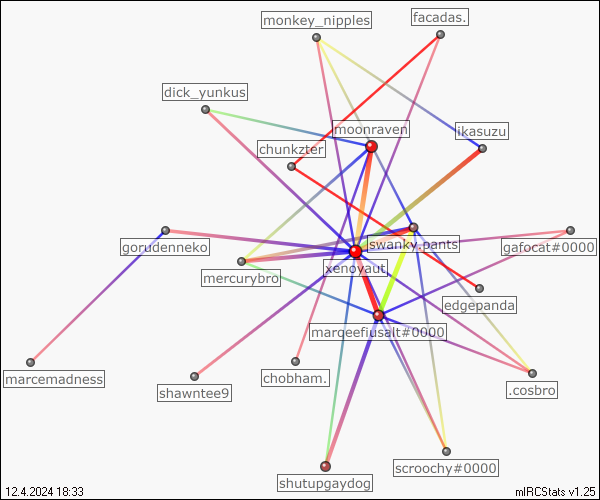 monkey_nipples
facadas.
dick_yunkus
moonraven
ikasuzu
chunkzter
gorudenneko
swanky_pants
gafocat#0000
xenoyaut
mercurybro
edgepanda
marqeefiusalt#0000
marcemadness
shawntee9
chobham.
.cosbro
scroochy#0000
shutupgaydog
12.4.2024 18:33
mIRCStats v1.25